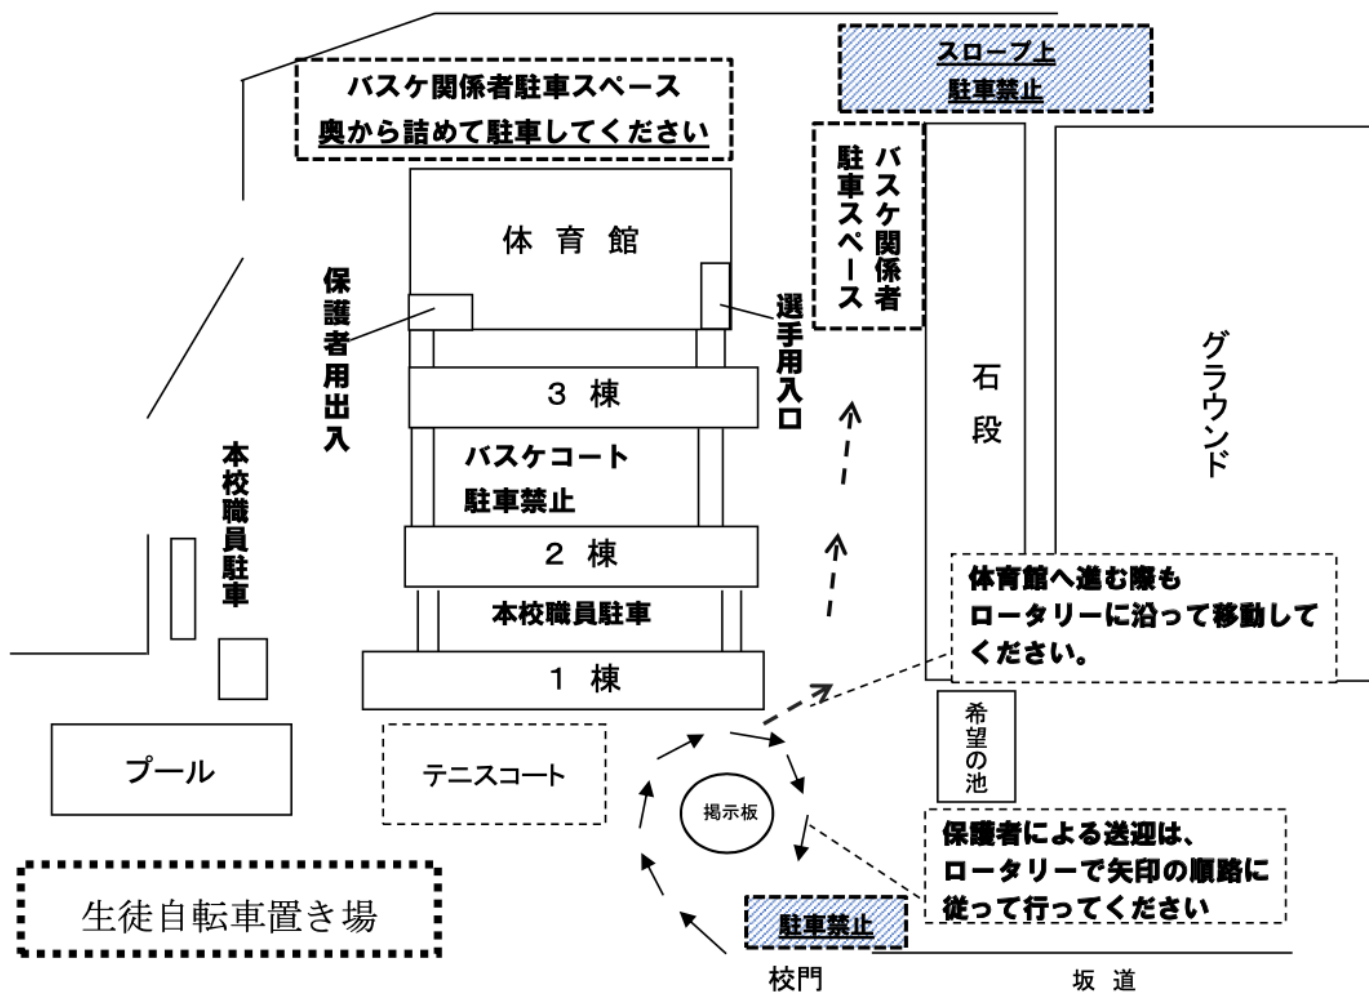 スロープ上
駐車禁止
バスケ関係者駐車スペース
奥から詰めて駐車してください
バスケ関係者
駐車スペース
体育館
保護者用出入
選手用入口
3棟
石段
グラウンド
バスケコート
駐車禁止
本校職員駐車
2棟
体育館へ進む際も
ロータリーに沿って移動して
ください。
本校職員駐車
1棟
希望の池
プール
テニスコート
掲示板
保護者による送迎は、
ロータリーで矢印の順路に
従って行ってください
生徒自転車置き場
駐車禁止
校門
坂道